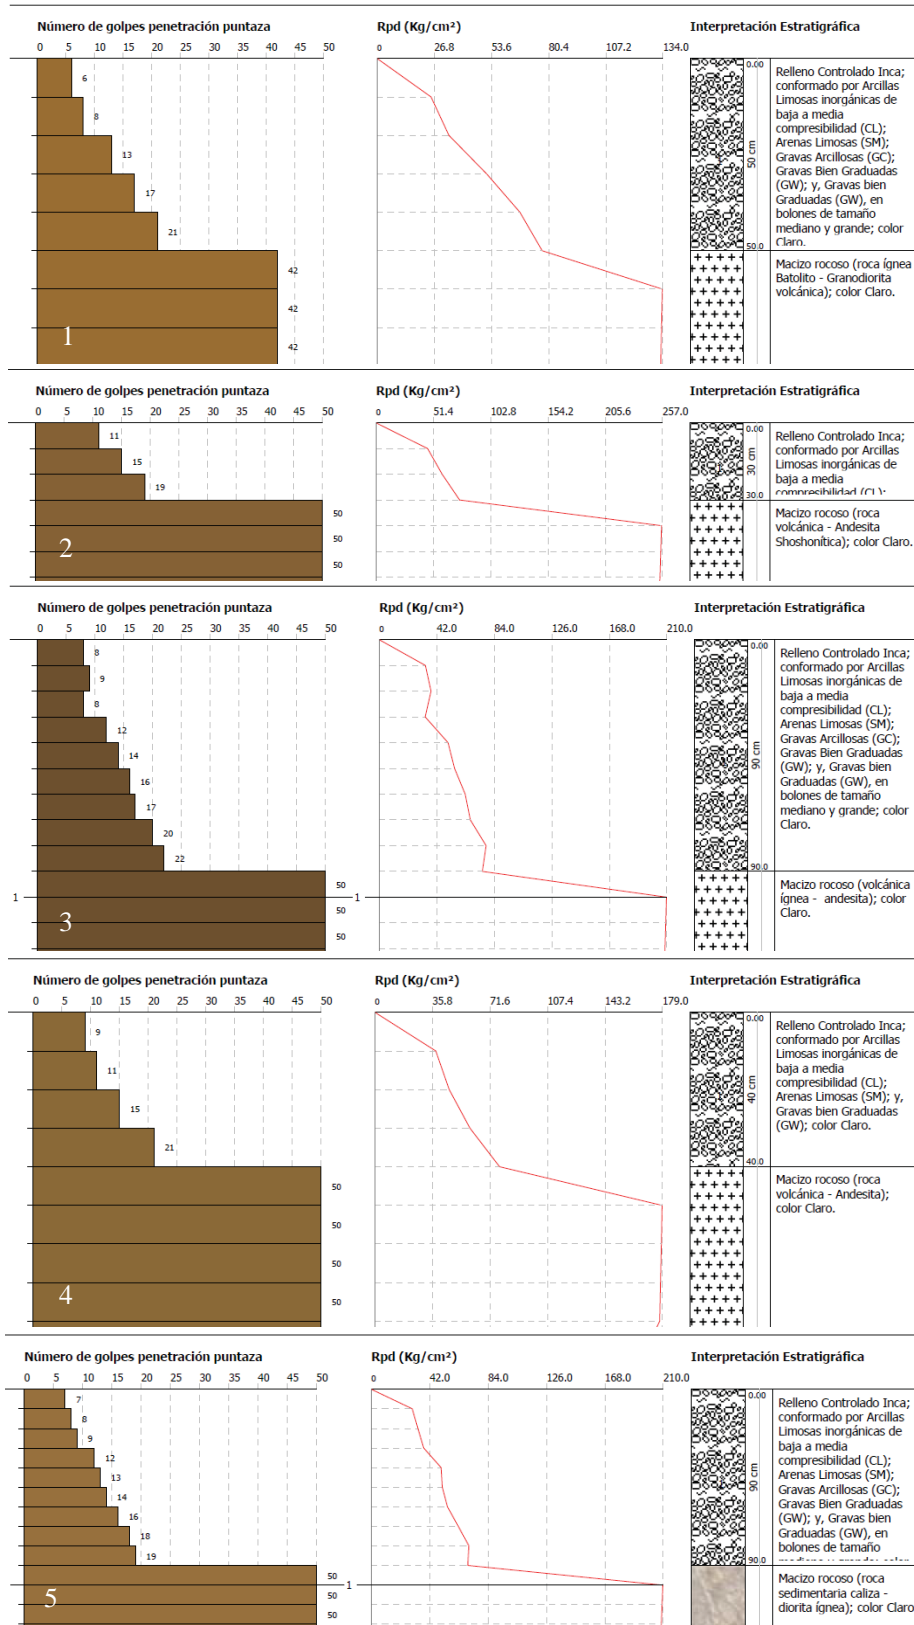 Número de golpes penetración puntaza
Rpd (Kg/cm²)
Interpretación Estratigráfica
0 5 10 15 20 25 30 35 40 45 50
0 26.8 53.6 80.4 107.2 134.0
6
8
13
17
21
42
42
42
1
0.00
50 cm
50.0
Relleno Controlado Inca;
conformado por Arcillas
Limosas inorgánicas de
baja a media
compresibilidad (CL);
Arenas Limosas (SM);
Gravas Arcillosas (GC);
Gravas Bien Graduadas
(GW); y, Gravas bien
Graduadas (GW), en
bolones de tamaño
mediano y grande; color
Claro.
Macizo rocoso (roca ígnea
Batolito - Granodiorita
volcánica); color Claro.
Número de golpes penetración puntaza
Rpd (Kg/cm²)
Interpretación Estratigráfica
0 5 10 15 20 25 30 35 40 45 50
0 51.4 102.8 154.2 205.6 257.0
11
15
19
50
50
50
2
0.00
30 cm
30.0
Relleno Controlado Inca;
conformado por Arcillas
Limosas inorgánicas de
baja a media
compresibilidad (CL);
Macizo rocoso (roca
volcánica - Andesita
Shoshonítica); color Claro.
Número de golpes penetración puntaza
Rpd (Kg/cm²)
Interpretación Estratigráfica
0 5 10 15 20 25 30 35 40 45 50
0 42.0 84.0 126.0 168.0 210.0
8
9
8
12
14
16
17
20
22
50
50
50
1
1
3
0.00
90 cm
90.0
Relleno Controlado Inca;
conformado por Arcillas
Limosas inorgánicas de
baja a media
compresibilidad (CL);
Arenas Limosas (SM);
Gravas Arcillosas (GC);
Gravas Bien Graduadas
(GW); y, Gravas bien
Graduadas (GW), en
bolones de tamaño
mediano y grande; color
Claro.
Macizo rocoso (volcánica
ígnea - andesita); color
Claro.
Número de golpes penetración puntaza
Rpd (Kg/cm²)
Interpretación Estratigráfica
0 5 10 15 20 25 30 35 40 45 50
0 35.8 71.6 107.4 143.2 179.0
9
11
15
21
50
50
50
50
4
0.00
40 cm
40.0
Relleno Controlado Inca;
conformado por Arcillas
Limosas inorgánicas de
baja a media
compresibilidad (CL);
Arenas Limosas (SM); y,
Gravas bien Graduadas
(GW); color Claro.
Macizo rocoso (roca
volcánica - Andesita);
color Claro.
Número de golpes penetración puntaza
Rpd (Kg/cm²)
Interpretación Estratigráfica
0 5 10 15 20 25 30 35 40 45 50
0 42.0 84.0 126.0 168.0 210.0
7
8
9
12
13
14
16
18
19
50
50
50
1
5
0.00
90 cm
90.0
Relleno Controlado Inca;
conformado por Arcillas
Limosas inorgánicas de
baja a media
compresibilidad (CL);
Arenas Limosas (SM);
Gravas Arcillosas (GC);
Gravas Bien Graduadas
(GW); y, Gravas bien
Graduadas (GW), en
bolones de tamaño
Macizo rocoso (roca
sedimentaria caliza -
diorita ígnea); color Claro